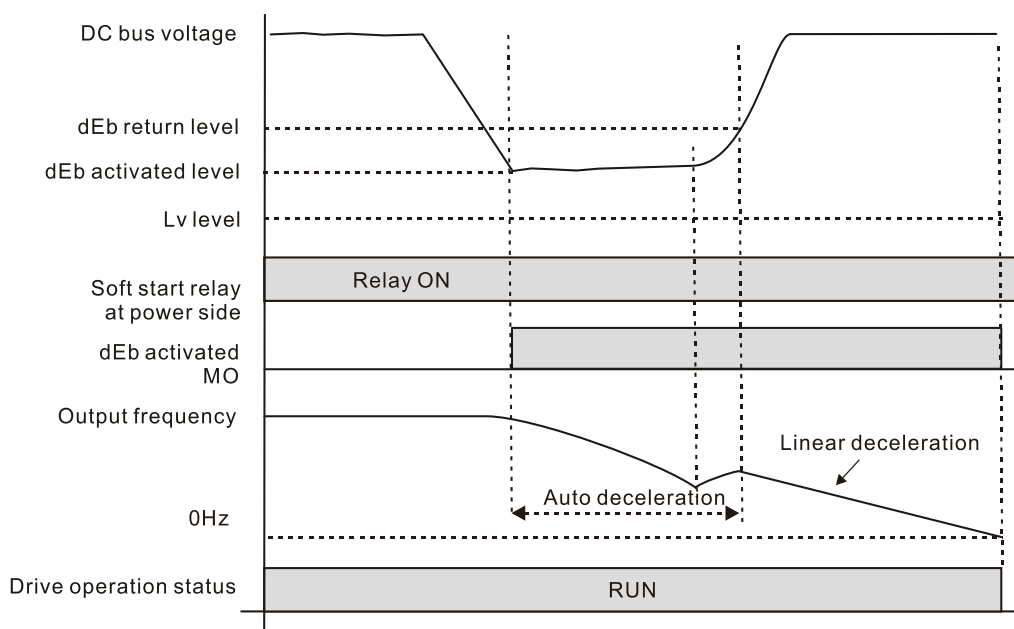 DC bus voltage
dEb return level
dEb activated level
Lv level
Relay ON
Soft start relay
at power side
dEb activated
MO
Output frequency
Linear deceleration
Auto deceleration
0Hz
Drive operation status
RUN